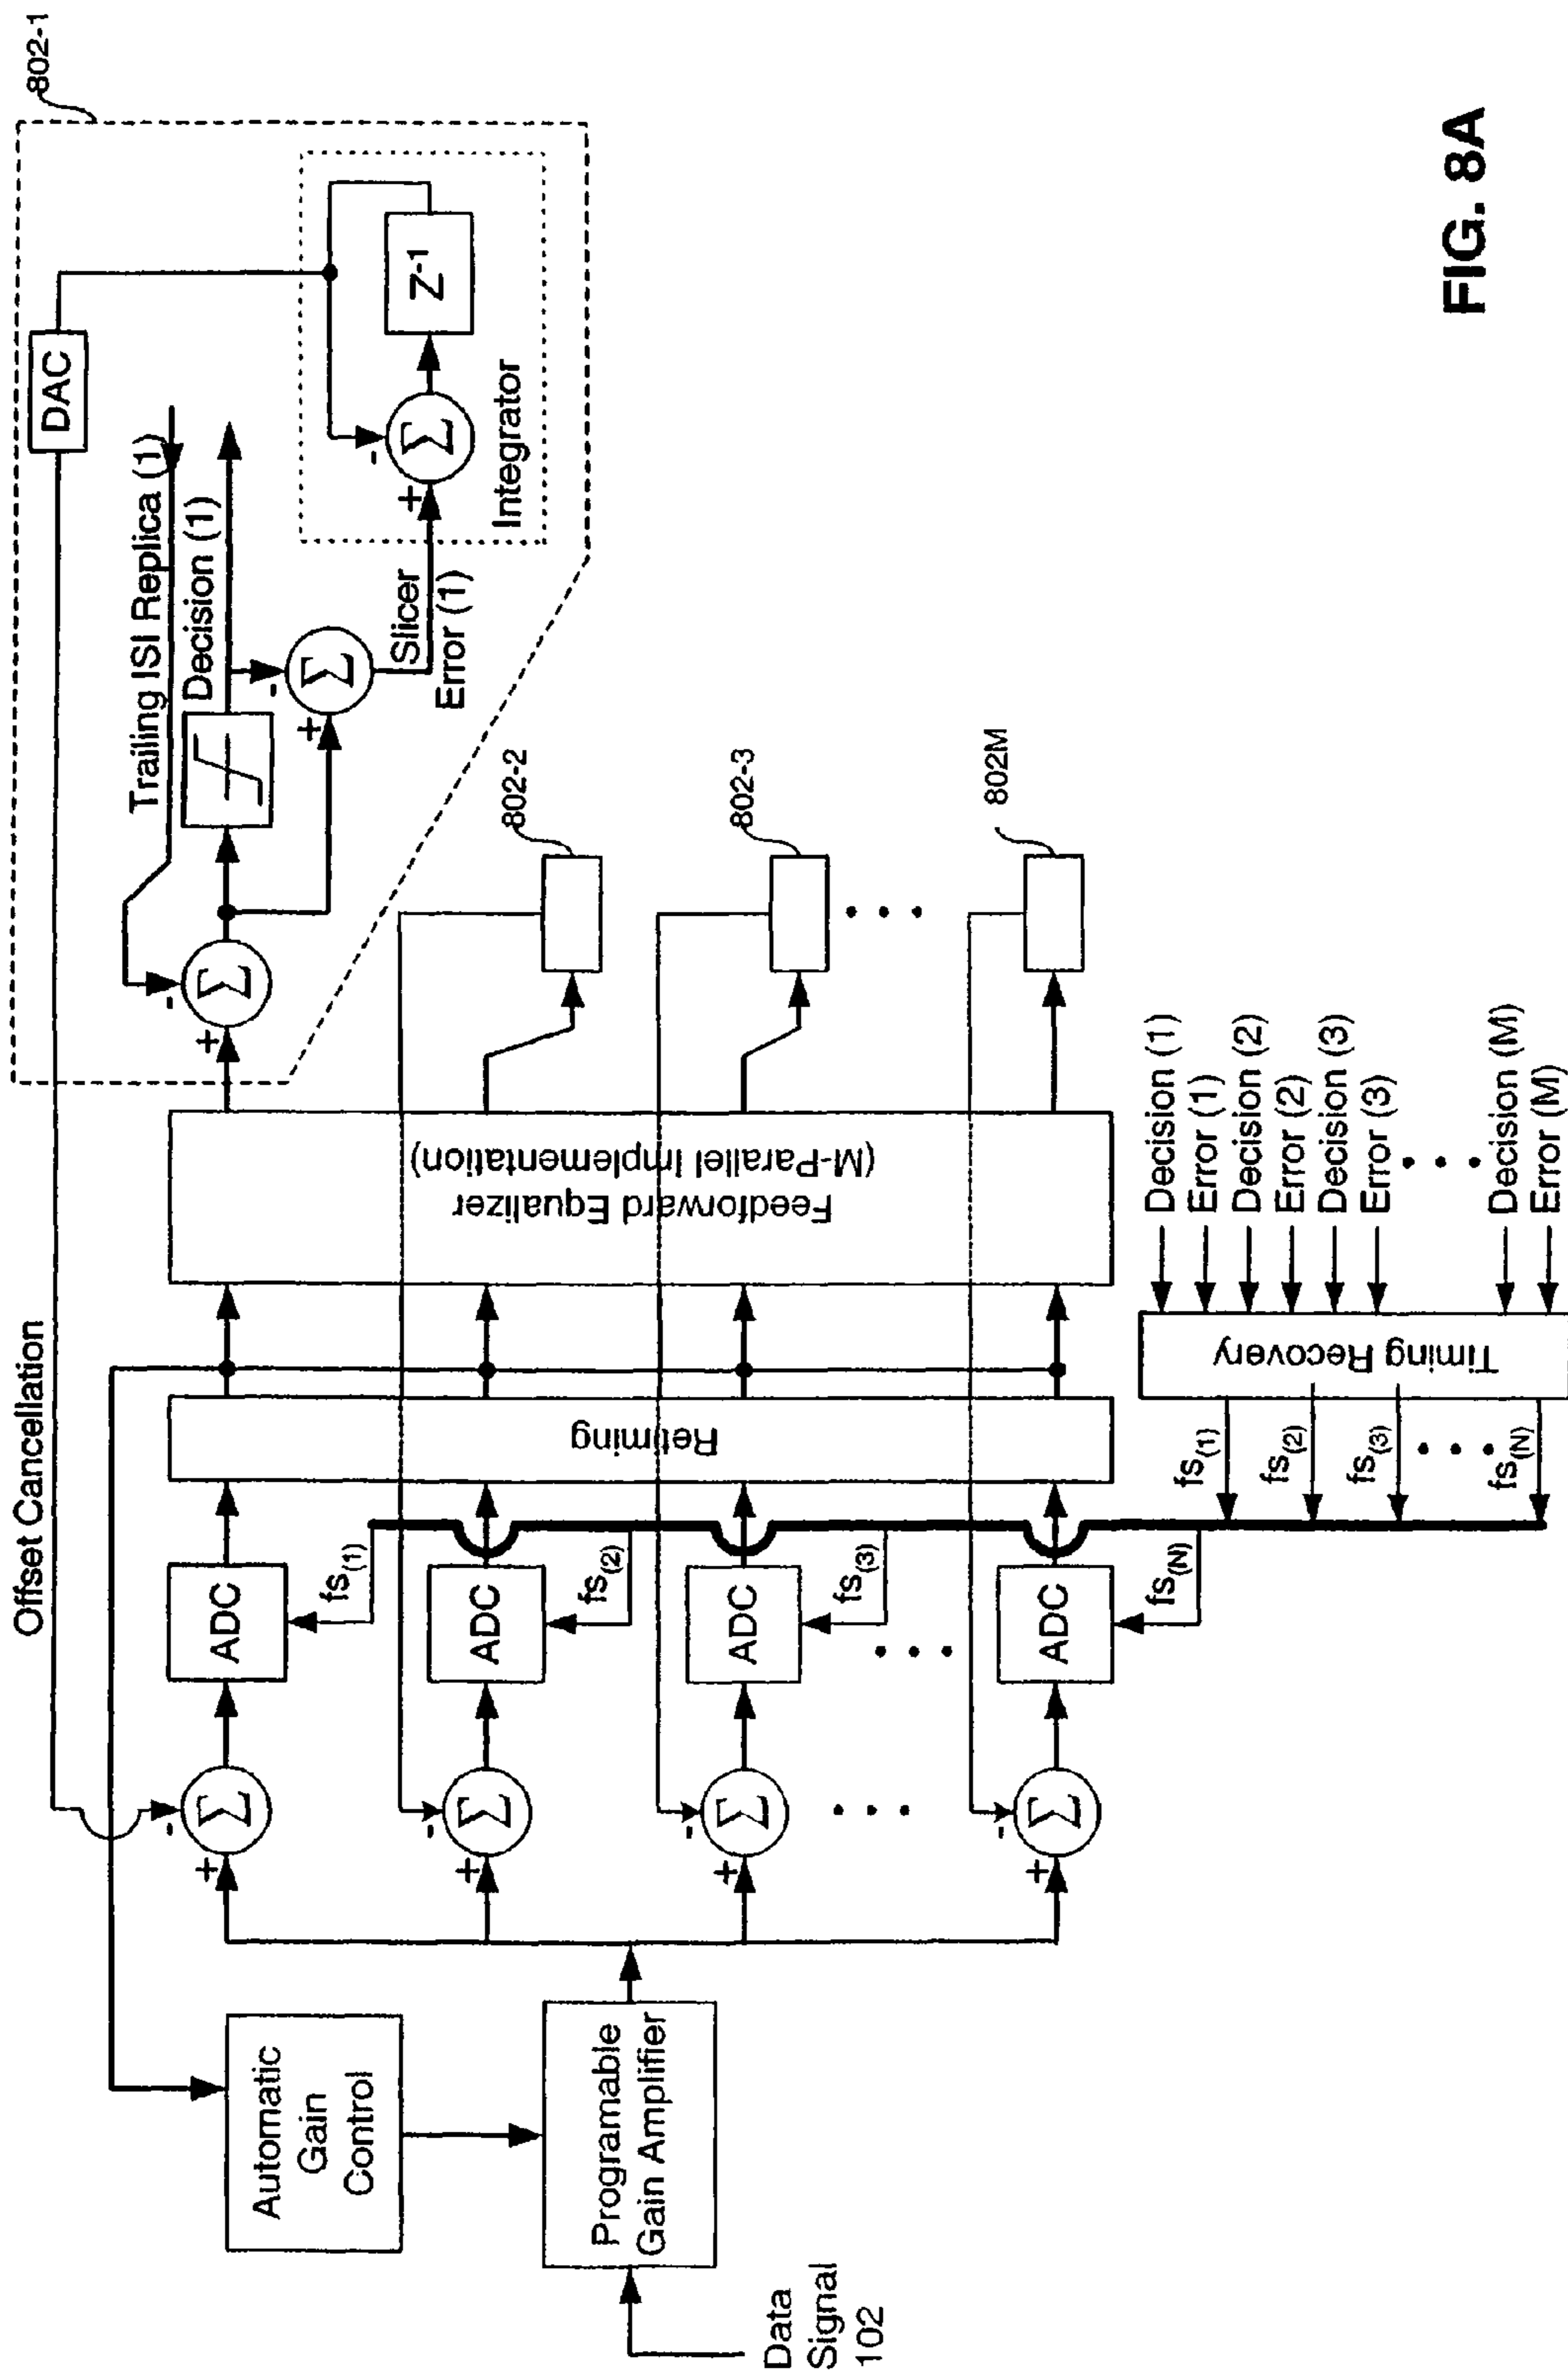 802-1
Offset Cancellation
DAC
Trailing ISI Replica (1)
Decision (1)
-
+
Σ
-
+
Σ
Slicer
Error (1)
-
+
Σ
Z-1
Integrator
Automatic
Gain
Control
Programable
Gain Amplifier
Data
Signal
102
-
+
Σ
ADC
fs(1)
-
+
Σ
ADC
fs(2)
-
+
Σ
ADC
fs(3)
-
+
Σ
ADC
fs(N)
Retiming
Feedforward Equalizer
(M-Parallel Implementation)
802-2
802-3
802M
fs(1)
fs(2)
fs(3)
fs(N)
Timing Recovery
Decision (1)
Error (1)
Decision (2)
Error (2)
Decision (3)
Error (3)
Decision (M)
Error (M)
FIG. 8A